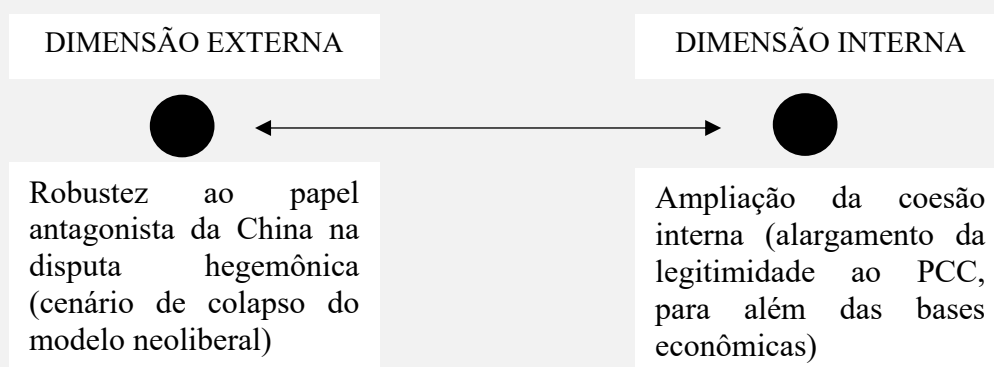 DIMENSÃO EXTERNA
Robustez ao papel
antagonista da China na
disputa hegemônica
(cenário de colapso do
modelo neoliberal)
DIMENSÃO INTERNA
Ampliação da coesão
interna (alargamento da
legitimidade ao PCC,
para além das bases
econômicas)